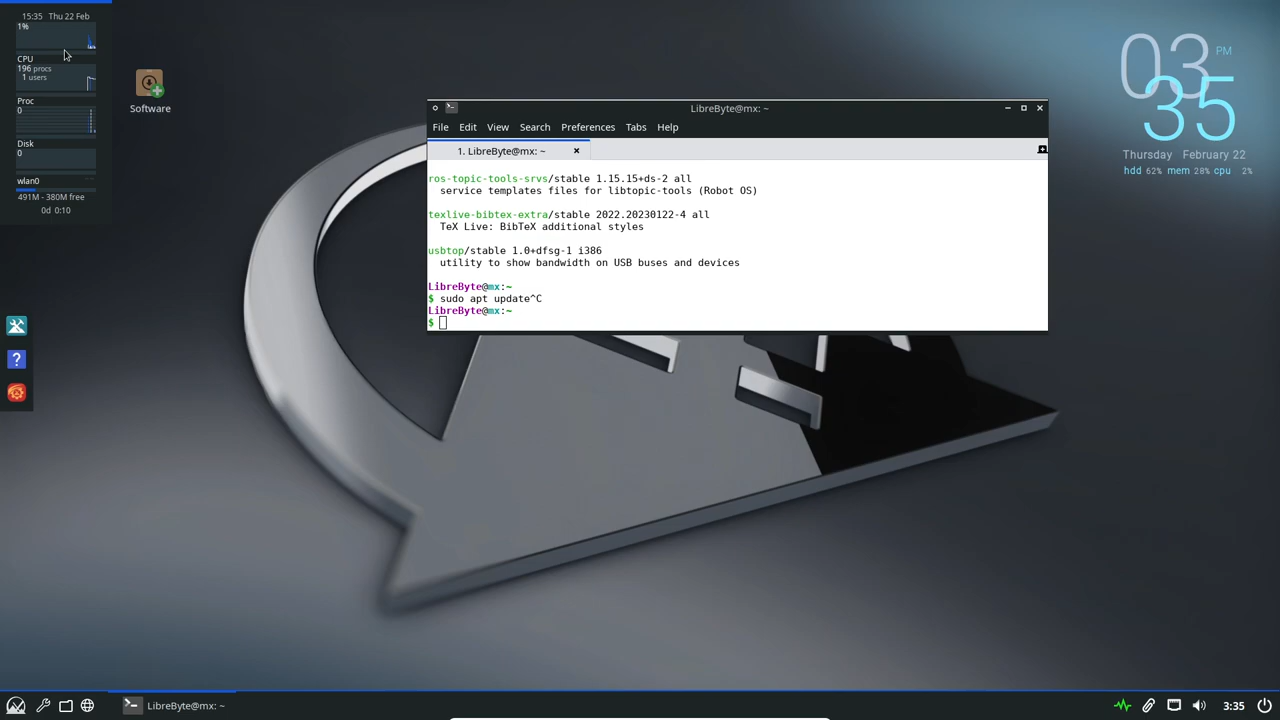 15:35 Thu 22 Feb
1%
CPU
196 procs
1 users
Proc
0
Disk
0
wlan0
491M - 380M free
0d 0:10
Software
03 PM
35
Thursday February 22
hdd 62% mem 28% cpu 2%
LibreByte@mx: ~
File Edit View Search Preferences Tabs Help
1. LibreByte@mx: ~
ros-topic-tools-srvs/stable 1.15.15+ds-2 all
service templates files for libtopic-tools (Robot OS)
texlive-bibtex-extra/stable 2022.20230122-4 all
TeX Live: BibTeX additional styles
usbtop/stable 1.0+dfsg-1 i386
utility to show bandwidth on USB buses and devices
LibreByte@mx:~
$ sudo apt update^C
LibreByte@mx:~
$
LibreByte@mx: ~
3:35